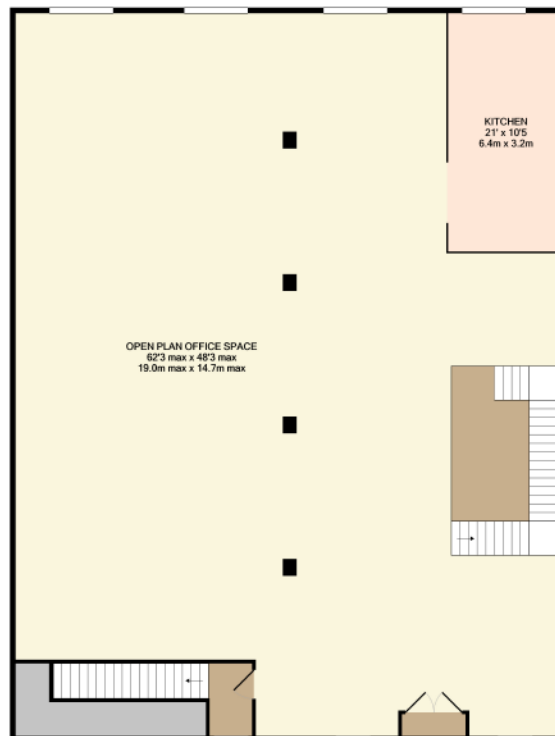 KITCHEN
21' x 10'5
6.4m x 3.2m
OPEN PLAN OFFICE SPACE
62'3 max x 48'3 max
19.0m max x 14.7m max